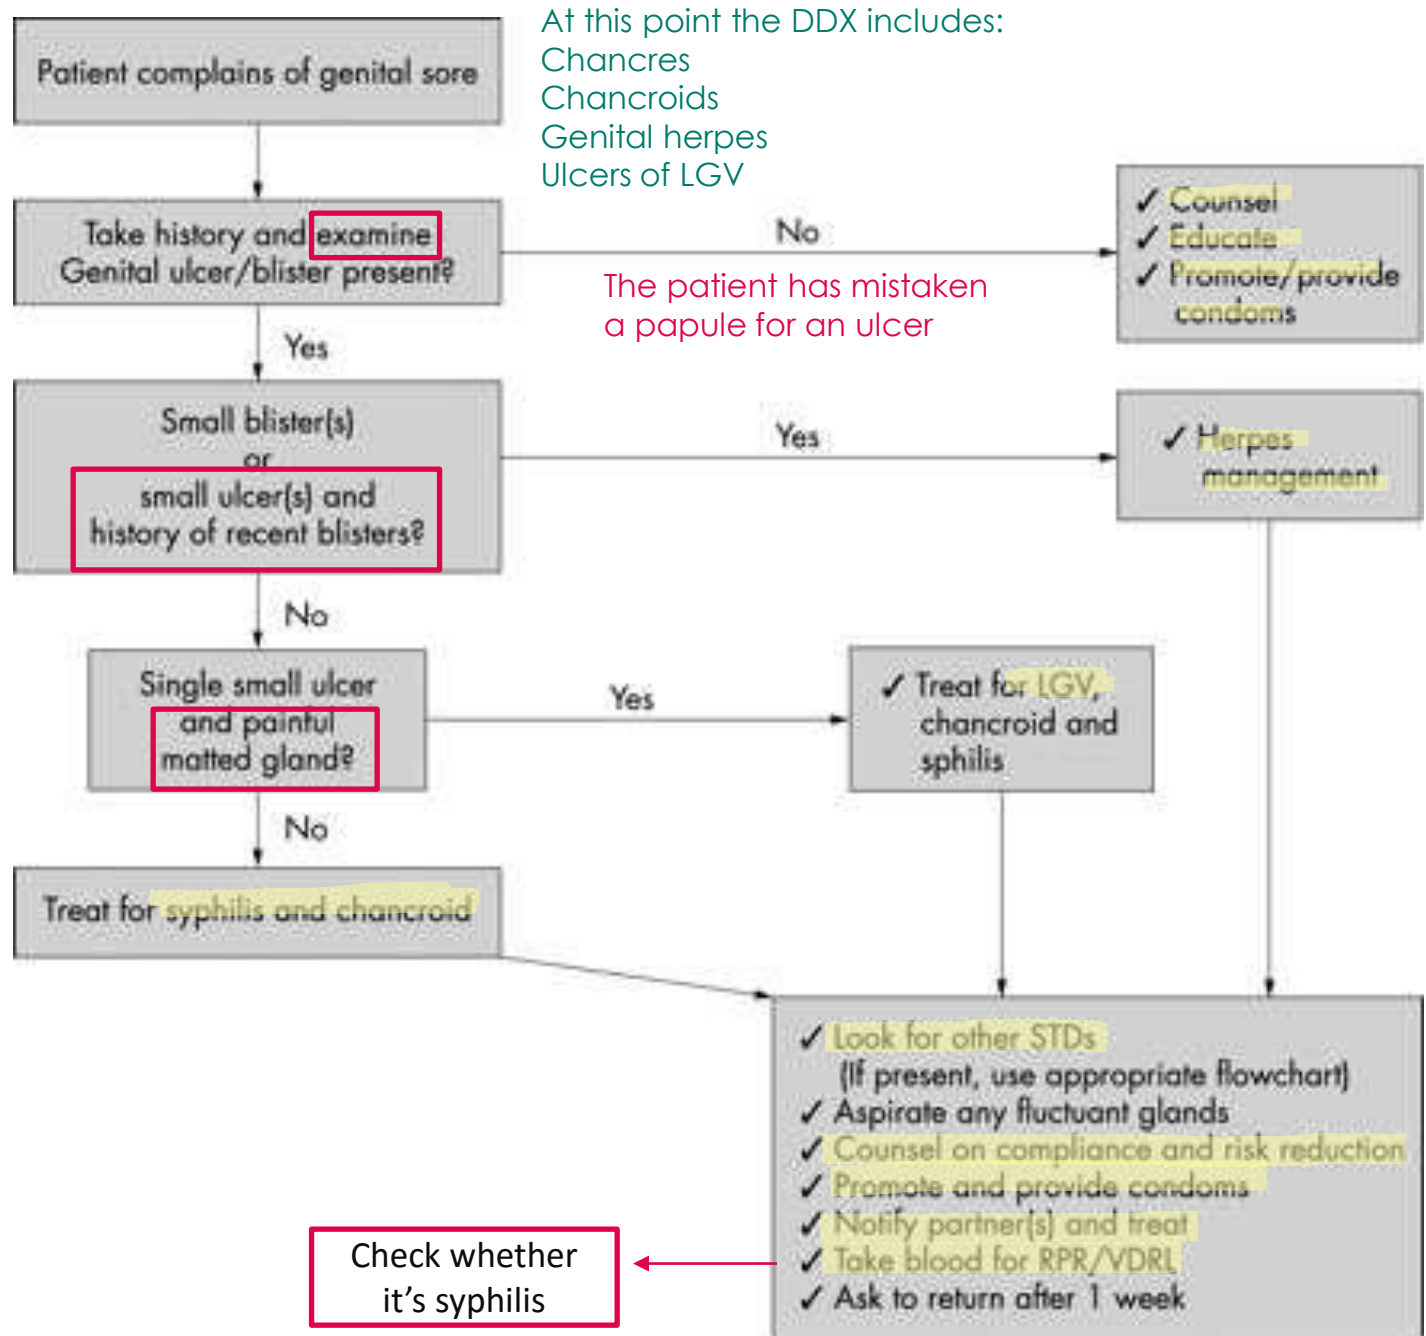 At this point the DDX includes:
Chancres
Chancroids
Genital herpes
Ulcers of LGV
Patient complains of genital sore
Take history and examine
Genital ulcer/blister present?
No
The patient has mistaken
a papule for an ulcer
✓ Counsel
✓ Educate
✓ Promote/provide
condoms
Yes
Small blister(s)
or
small ulcer(s) and
history of recent blisters?
Yes
✓ Herpes
management
No
Single small ulcer
and painful
matted gland?
Yes
✓ Treat for LGV,
chancroid and
sphilis
No
Treat for syphilis and chancroid
✓ Look for other STDs
(If present, use appropriate flowchart)
✓ Aspirate any fluctuant glands
✓ Counsel on compliance and risk reduction
✓ Promote and provide condoms
✓ Notify partner(s) and treat
✓ Take blood for RPR/VDRL
✓ Ask to return after 1 week
Check whether
it's syphilis